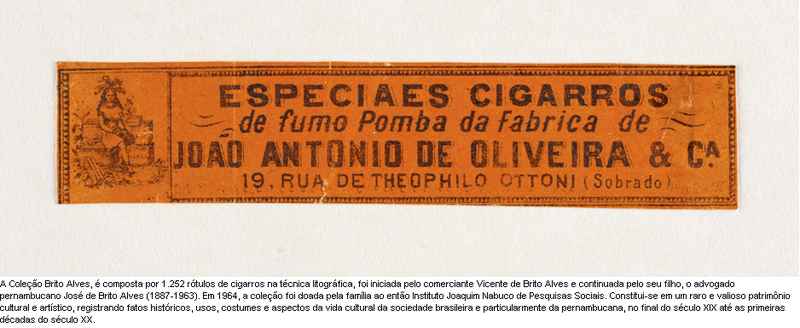 ESPECIAES CIGARROS
de fumo Pomba da Fabrica de
JOÃO ANTONIO DE OLIVEIRA & Cᴬ
19, RUA DE THEOPHILO OTTONI (Sobrado)
A Coleção Brito Alves, é composta por 1.252 rótulos de cigarros na técnica litográfica, foi iniciada pelo comerciante Vicente de Brito Alves e continuada pelo seu filho, o advogado
pernambucano José de Brito Alves (1887-1963). Em 1964, a coleção foi doada pela família ao então Instituto Joaquim Nabuco de Pesquisas Sociais. Constitui-se em um raro e valioso patrimônio
cultural e artístico, registrando fatos históricos, usos, costumes e aspectos da vida cultural da sociedade brasileira e particularmente da pernambucana, no final do século XIX até as primeiras
décadas do século XX.